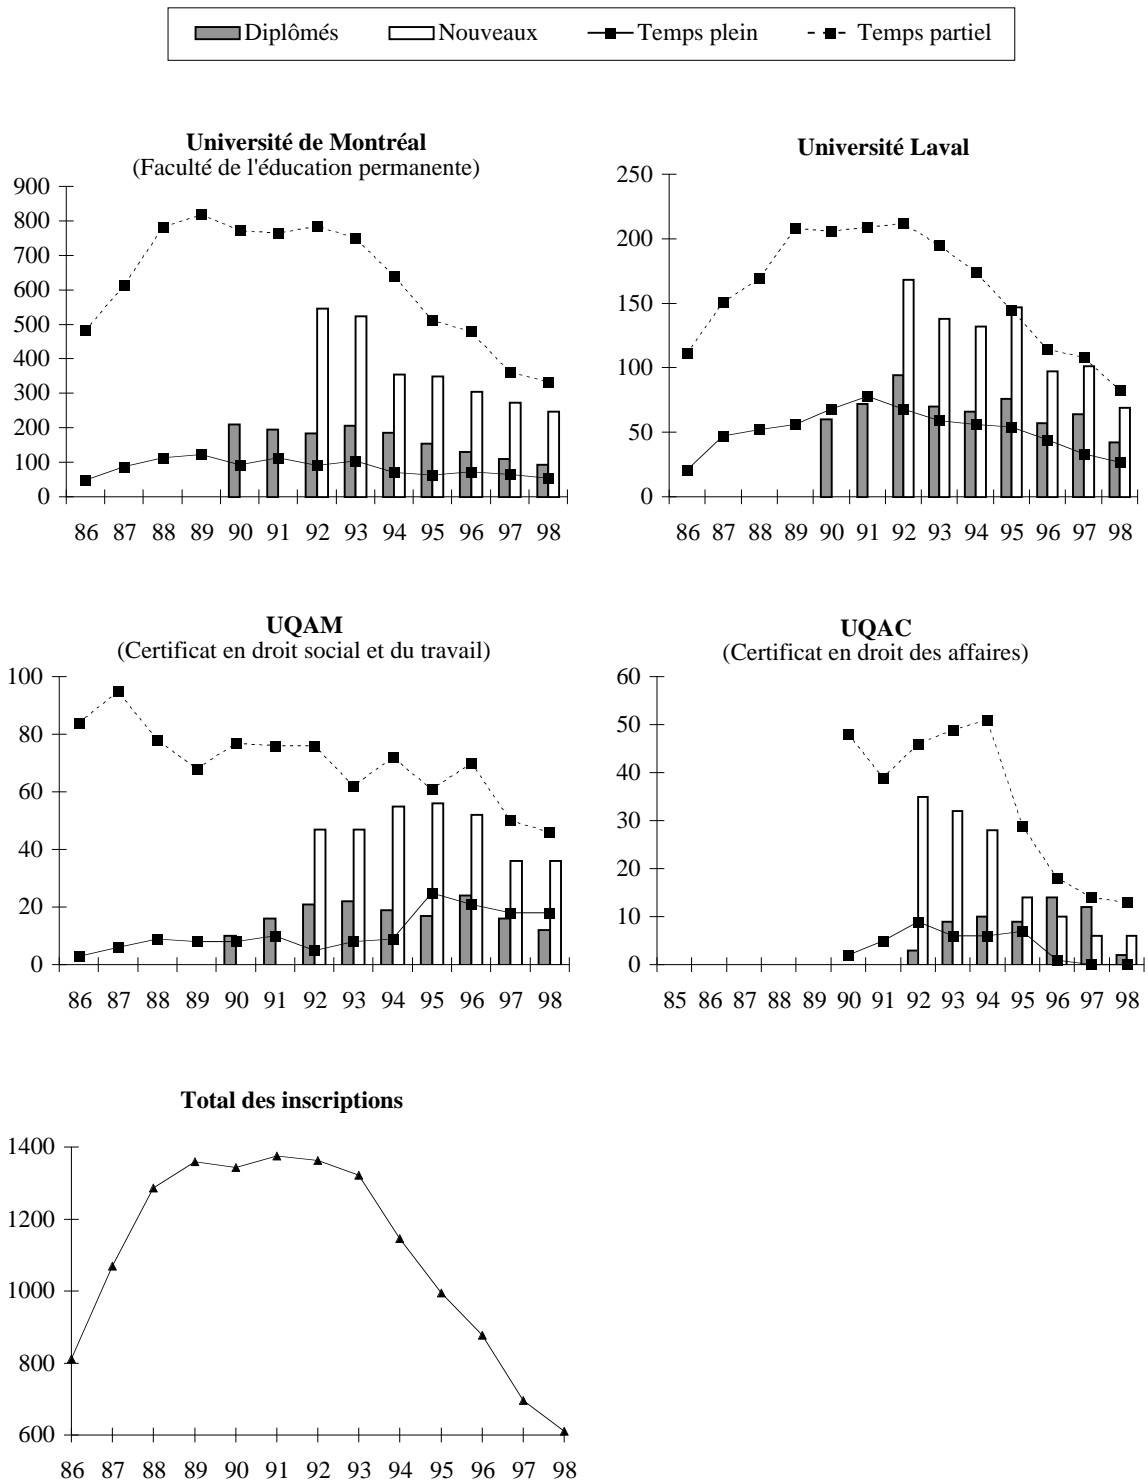 Diplômés Nouveaux Temps plein Temps partiel
Université de Montréal
(Faculté de l'éducation permanente)
900
800
700
600
500
400
300
200
100
0
86 87 88 89 90 91 92 93 94 95 96 97 98
Université Laval
250
200
150
100
50
0
86 87 88 89 90 91 92 93 94 95 96 97 98
UQAM
(Certificat en droit social et du travail)
100
80
60
40
20
0
86 87 88 89 90 91 92 93 94 95 96 97 98
UQAC
(Certificat en droit des affaires)
60
50
40
30
20
10
0
85 86 87 88 89 90 91 92 93 94 95 96 97 98
Total des inscriptions
1400
1200
1000
800
600
86 87 88 89 90 91 92 93 94 95 96 97 98